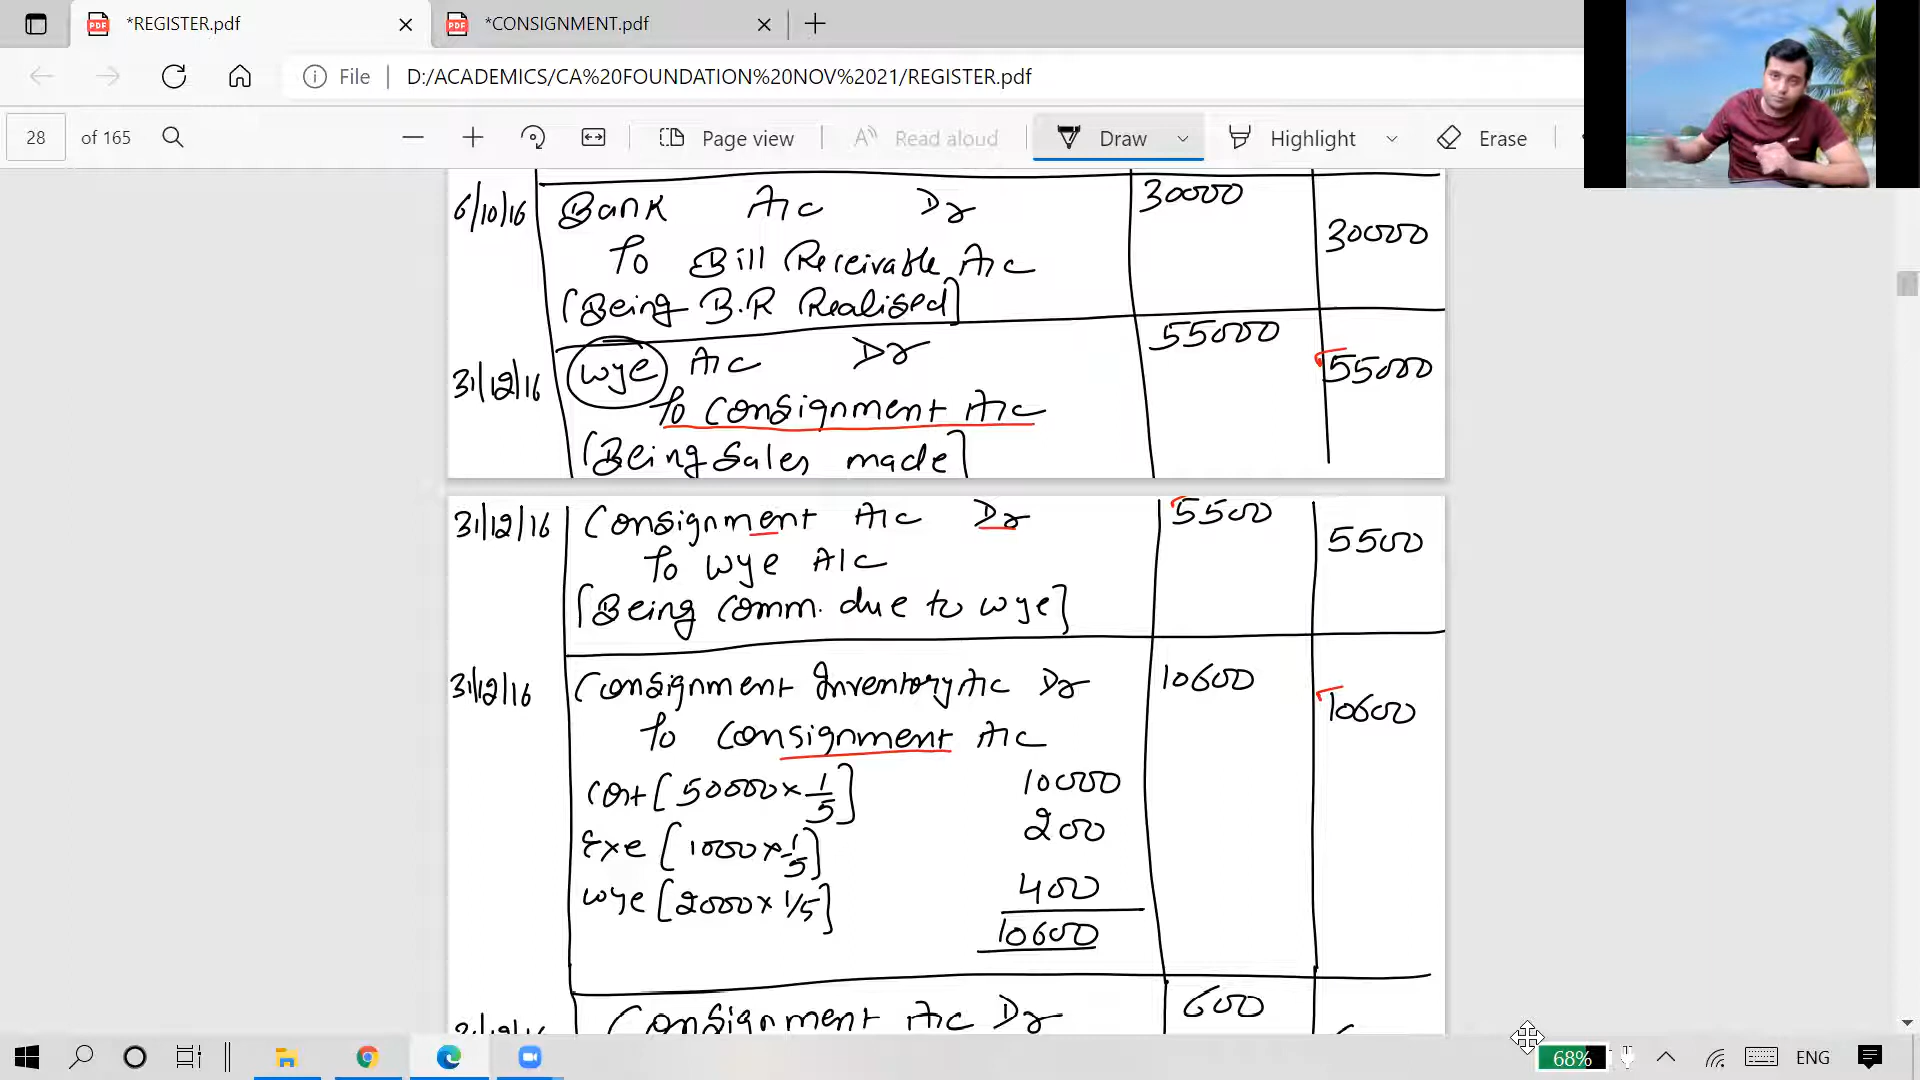 *REGISTER.pdf
*CONSIGNMENT.pdf
File
D:/ACADEMICS/CA%20FOUNDATION%20NOV%2021/REGISTER.pdf
28 of 165
Page view
Read aloud
Draw
Highlight
Erase
6/10/16 Bank A/c Dr 30000
To Bill Receivable A/c 30000
[Being B.R Realised]
31/12/16 Wye A/c Dr 55000
To Consignment A/c 55000
[Being Sales made]
31/12/16 Consignment A/c Dr 5500
To Wye A/c 5500
[Being Comm. due to Wye]
31/12/16 Consignment Inventory A/c Dr 10600
To Consignment A/c 10600
Cost [50000 × 1/5] 10000
Exe [1000 × 1/5] 200
Wye [2000 × 1/5] 400
10600
Consignment A/c Dr 600
68%
ENG